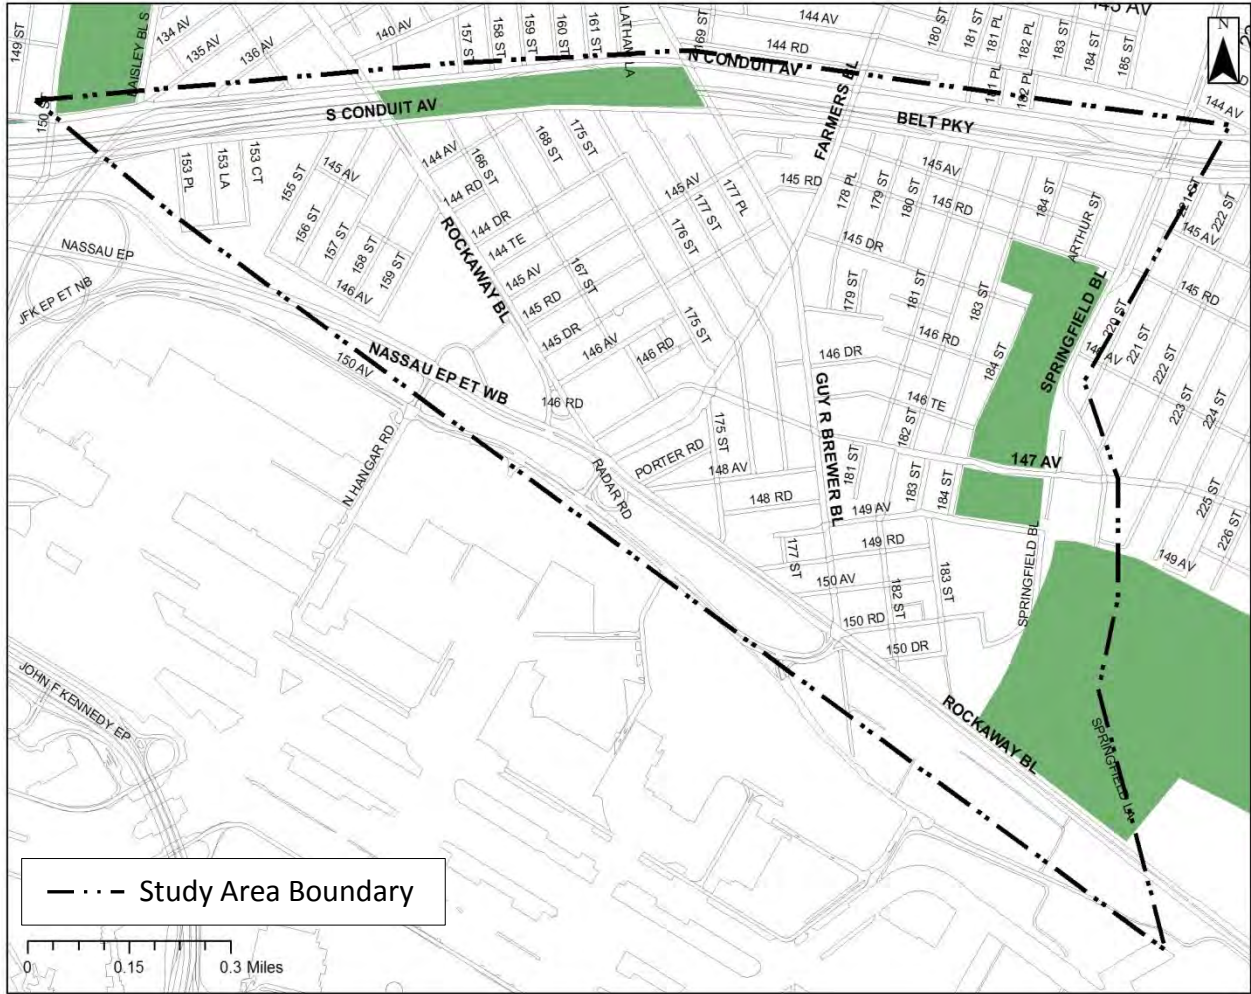 149 ST
134 AV
135 AV
136 AV
BAISLEY BL S
140 AV
157 ST
158 ST
159 ST
160 ST
161 ST
LATHAN LA
169 ST
144 AV
144 RD
180 ST
181 ST
181 PL
182 PL
183 ST
184 ST
185 ST
143 AV
N
144 AV
150 ST
S CONDUIT AV
N CONDUIT AV
FARMERS BL
181 PL
182 PL
BELT PKY
153 PL
153 LA
153 CT
155 ST
145 AV
156 ST
157 ST
158 ST
159 ST
146 AV
144 AV
166 ST
168 ST
175 ST
144 RD
144 DR
144 TE
145 AV
167 ST
145 RD
145 DR
146 AV
146 RD
145 AV
177 ST
177 PL
176 ST
175 ST
145 RD
178 PL
179 ST
180 ST
145 AV
145 RD
184 ST
ARTHUR ST
221 ST
222 ST
145 AV
145 RD
145 DR
179 ST
181 ST
183 ST
146 RD
184 ST
SPRINGFIELD BL
220 ST
146 AV
221 ST
222 ST
223 ST
224 ST
225 ST
226 ST
NASSAU EP
JFK EP ET NB
ROCKAWAY BL
NASSAU EP ET WB
150 AV
146 RD
146 DR
146 TE
GUY R BREWER BL
182 ST
147 AV
N HANGAR RD
RADAR RD
PORTER RD
175 ST
148 AV
148 RD
181 ST
183 ST
184 ST
149 AV
149 RD
177 ST
150 AV
182 ST
183 ST
150 RD
150 DR
SPRINGFIELD BL
149 AV
JOHN F KENNEDY EP
ROCKAWAY BL
SPRINGFIELD LA
Study Area Boundary
0 0.15 0.3 Miles